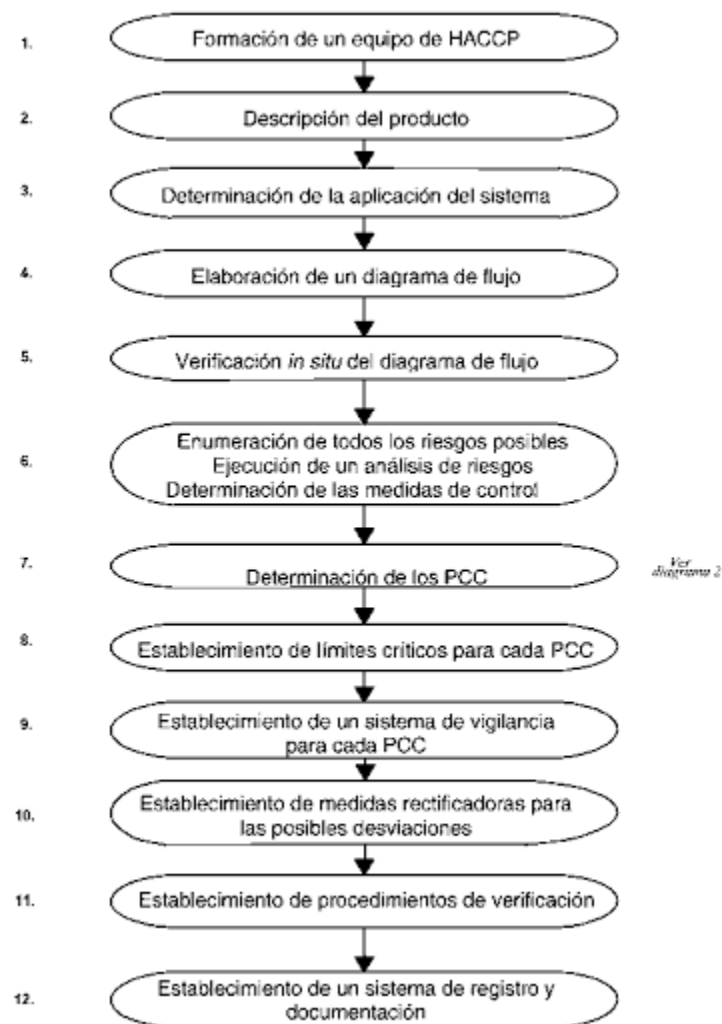 1. Formación de un equipo de HACCP
2. Descripción del producto
3. Determinación de la aplicación del sistema
4. Elaboración de un diagrama de flujo
5. Verificación in situ del diagrama de flujo
6. Enumeración de todos los riesgos posibles
Ejecución de un análisis de riesgos
Determinación de las medidas de control
7. Determinación de los PCC
Ver
diagrama 2
8. Establecimiento de límites críticos para cada PCC
9. Establecimiento de un sistema de vigilancia
para cada PCC
10. Establecimiento de medidas rectificadoras para
las posibles desviaciones
11. Establecimiento de procedimientos de verificación
12. Establecimiento de un sistema de registro y
documentación